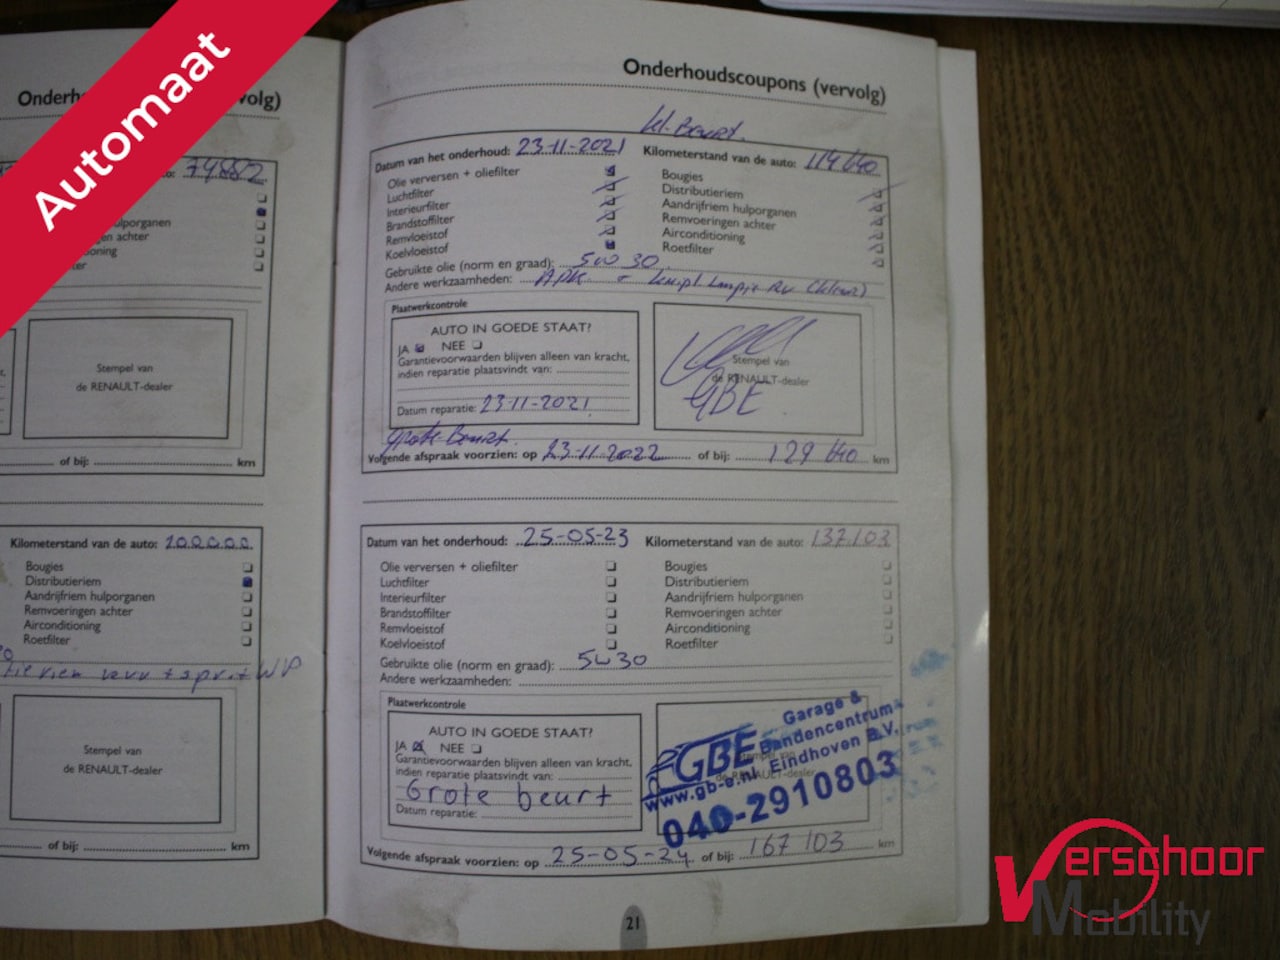 Automaat
Onderhoudscoupons (vervolg)
74882
hulporganen
Stempel van
de RENAULT-dealer
of bij: km
Kilometerstand van de auto: 100000
Bougies
Distributieriem
Aandrijfriem hulporganen
Remvoeringen achter
Airconditioning
Roetfilter
WP
Stempel van
de RENAULT-dealer
of bij: km
Onderhoudscoupons (vervolg)
kl. Beurt.
Datum van het onderhoud: 23-11-2021 Kilometerstand van de auto: 119640
Olie verversen + oliefilter Bougies
Luchtfilter Distributieriem
Interieurfilter Aandrijfriem hulporganen
Brandstoffilter Remvoeringen achter
Remvloeistof Airconditioning
Koelvloeistof Roetfilter
Gebruikte olie (norm en graad): 5W30
Andere werkzaamheden: APK
Plaatwerkcontrole
AUTO IN GOEDE STAAT?
JA NEE
Garantievoorwaarden blijven alleen van kracht,
indien reparatie plaatsvindt van:
Datum reparatie: 23-11-2021
Stempel van
de RENAULT-dealer
GBE
Grote Beurt.
Volgende afspraak voorzien: op 23-11-2022 of bij: 129 640 km
Datum van het onderhoud: 25-05-23 Kilometerstand van de auto: 137.103
Olie verversen + oliefilter Bougies
Luchtfilter Distributieriem
Interieurfilter Aandrijfriem hulporganen
Brandstoffilter Remvoeringen achter
Remvloeistof Airconditioning
Koelvloeistof Roetfilter
Gebruikte olie (norm en graad): 5W30
Andere werkzaamheden:
Plaatwerkcontrole
AUTO IN GOEDE STAAT?
JA NEE
Garantievoorwaarden blijven alleen van kracht,
indien reparatie plaatsvindt van:
Grote beurt
Datum reparatie:
GBE Garage &
Bandencentrum
Eindhoven B.V.
www.gb-e.nl
040-2910803
Volgende afspraak voorzien: op 25-05-24 of bij: 167 103 km
21
Verschoor
Mobility